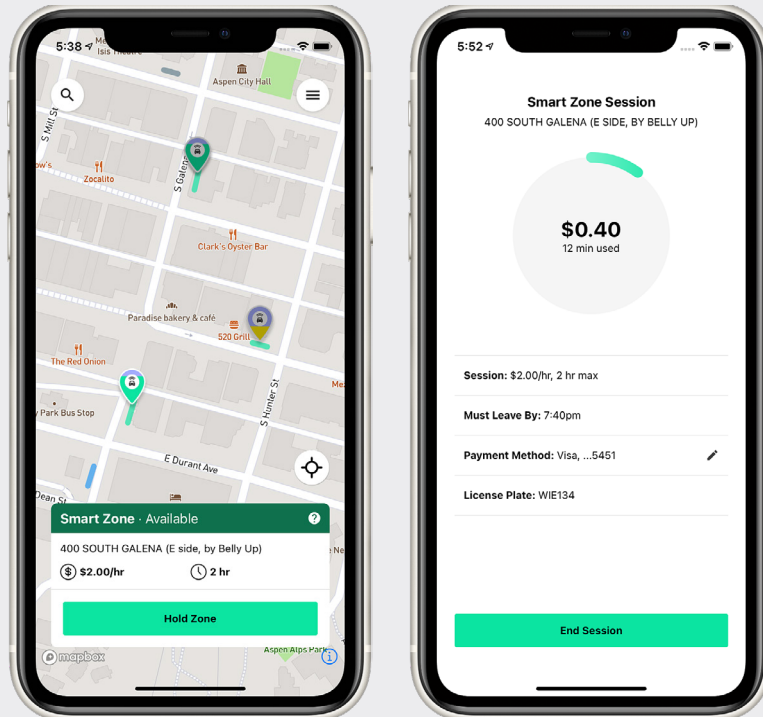 5:38
Me
Isis Theatre
Aspen City Hall
S Mill St
ow's
Zocalito
S Galena
Clark's Oyster Bar
Paradise bakery & café
520 Grill
The Red Onion
Me
y Park Bus Stop
S Hunter St
E Durant Ave
Dean St
Smart Zone · Available
?
400 SOUTH GALENA (E side, by Belly Up)
$ $2.00/hr
2 hr
e Ne
Hold Zone
mapbox
Aspen Alps Park
i
5:52
Smart Zone Session
400 SOUTH GALENA (E SIDE, BY BELLY UP)
$0.40
12 min used
Session: $2.00/hr, 2 hr max
Must Leave By: 7:40pm
Payment Method: Visa, ...5451
License Plate: WIE134
End Session